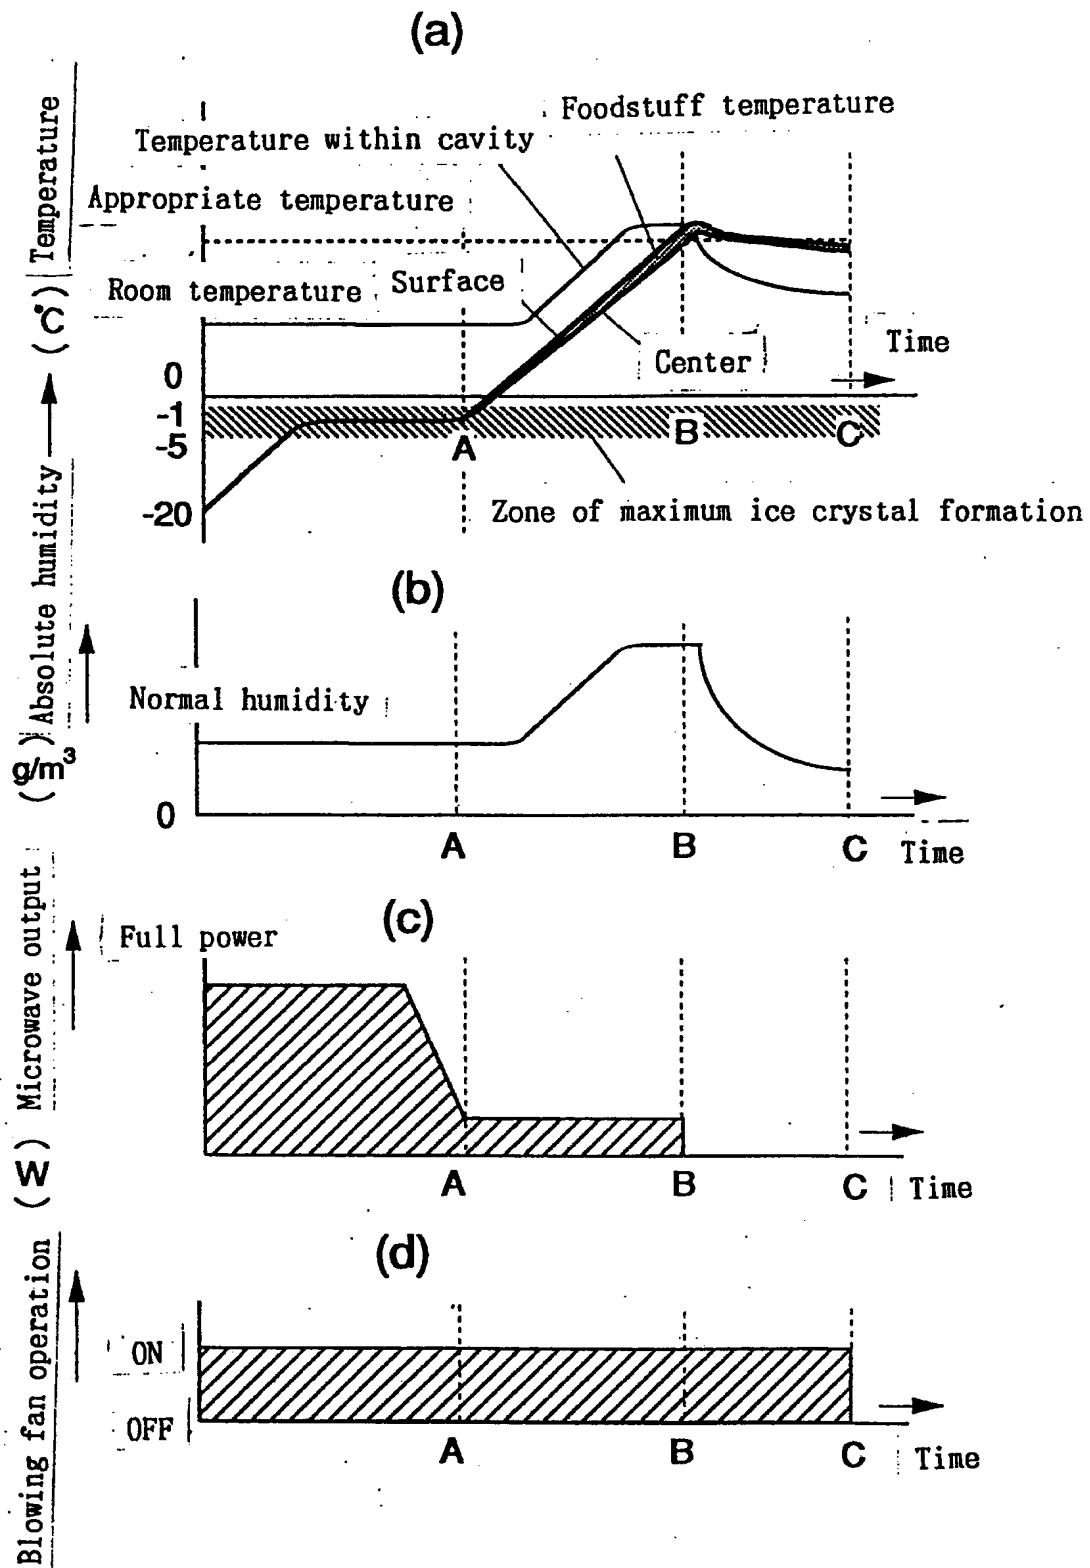 (a)
Temperature
(°C)
Foodstuff temperature
Temperature within cavity
Appropriate temperature
Room temperature
Surface
Center
Time
0
-1
-5
-20
A
B
C
Zone of maximum ice crystal formation
(b)
Absolute humidity
(g/m³)
Normal humidity
0
A
B
C
Time
(c)
Microwave output
(W)
Full power
A
B
C
Time
(d)
Blowing fan operation
ON
OFF
A
B
C
Time